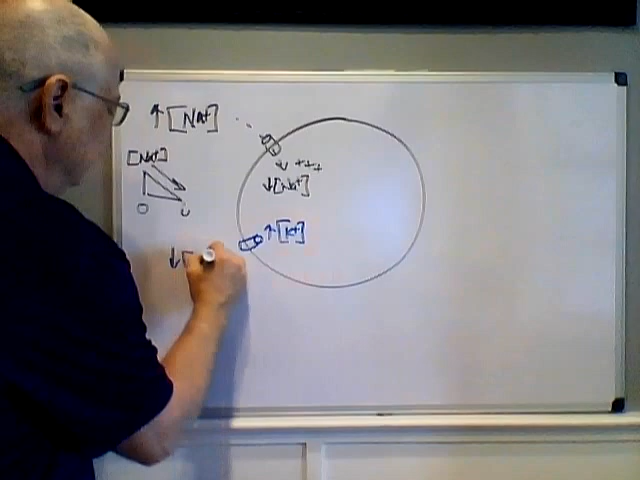 ↑ [Na+]
+++
[Na+]
↓[Na+]
O
↑[K+]
↓[